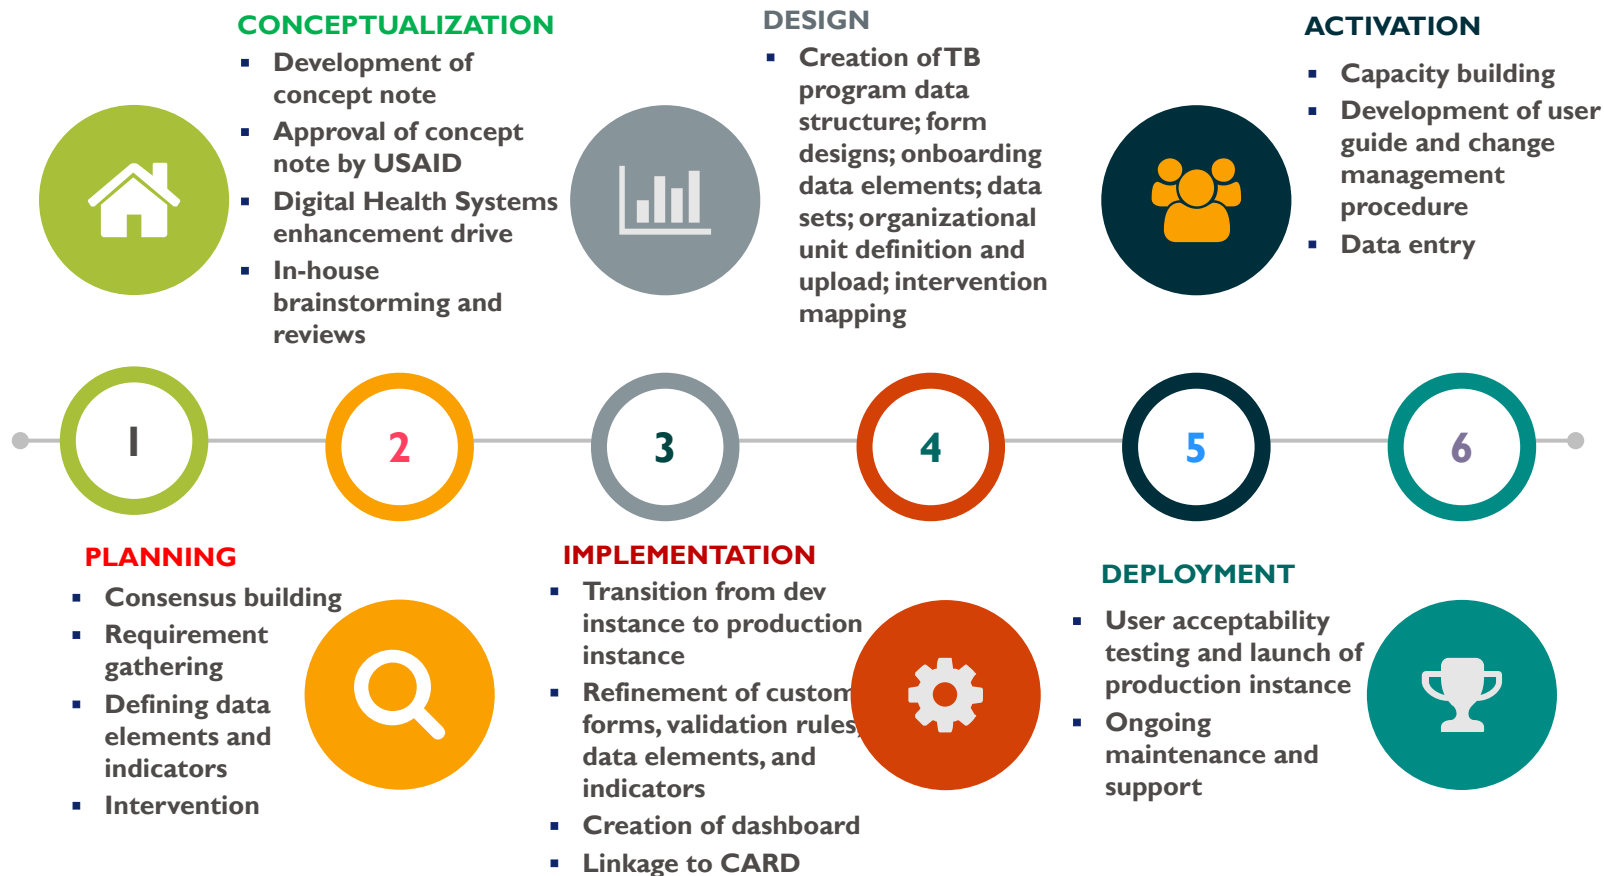 CONCEPTUALIZATION
▪ Development of
concept note
▪ Approval of concept
note by USAID
▪ Digital Health Systems
enhancement drive
▪ In-house
brainstorming and
reviews
DESIGN
▪ Creation of TB
program data
structure; form
designs; onboarding
data elements; data
sets; organizational
unit definition and
upload; intervention
mapping
ACTIVATION
▪ Capacity building
▪ Development of user
guide and change
management
procedure
▪ Data entry
1
2
3
4
5
6
PLANNING
▪ Consensus building
▪ Requirement
gathering
▪ Defining data
elements and
indicators
▪ Intervention
IMPLEMENTATION
▪ Transition from dev
instance to production
instance
▪ Refinement of custom
forms, validation rules,
data elements, and
indicators
▪ Creation of dashboard
▪ Linkage to CARD
DEPLOYMENT
▪ User acceptability
testing and launch of
production instance
▪ Ongoing
maintenance and
support